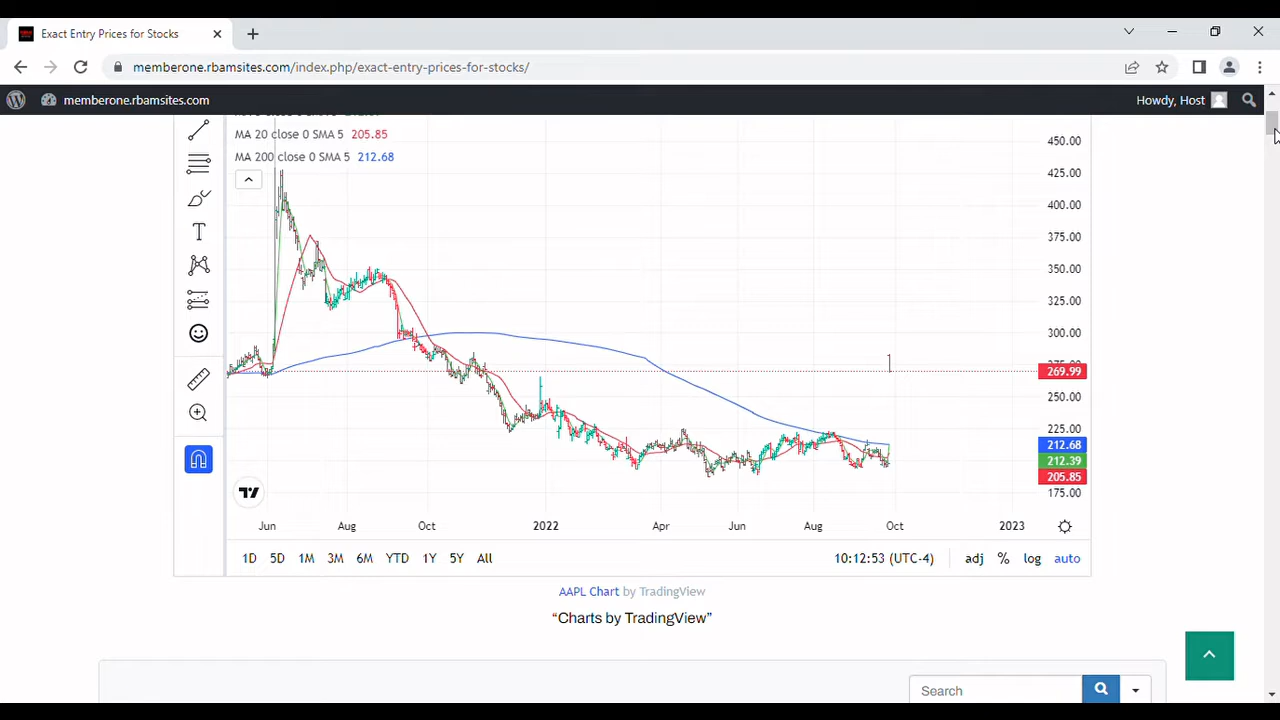 Exact Entry Prices for Stocks
memberone.rbamsites.com/index.php/exact-entry-prices-for-stocks/
memberone.rbamsites.com
Howdy, Host
MA 20 close 0 SMA 5 205.85
MA 200 close 0 SMA 5 212.68
450.00
425.00
400.00
375.00
350.00
325.00
300.00
269.99
250.00
225.00
212.68
212.39
205.85
175.00
Jun Aug Oct 2022 Apr Jun Aug Oct 2023
1D 5D 1M 3M 6M YTD 1Y 5Y All
10:12:53 (UTC-4) adj % log auto
AAPL Chart by TradingView
“Charts by TradingView”
Search